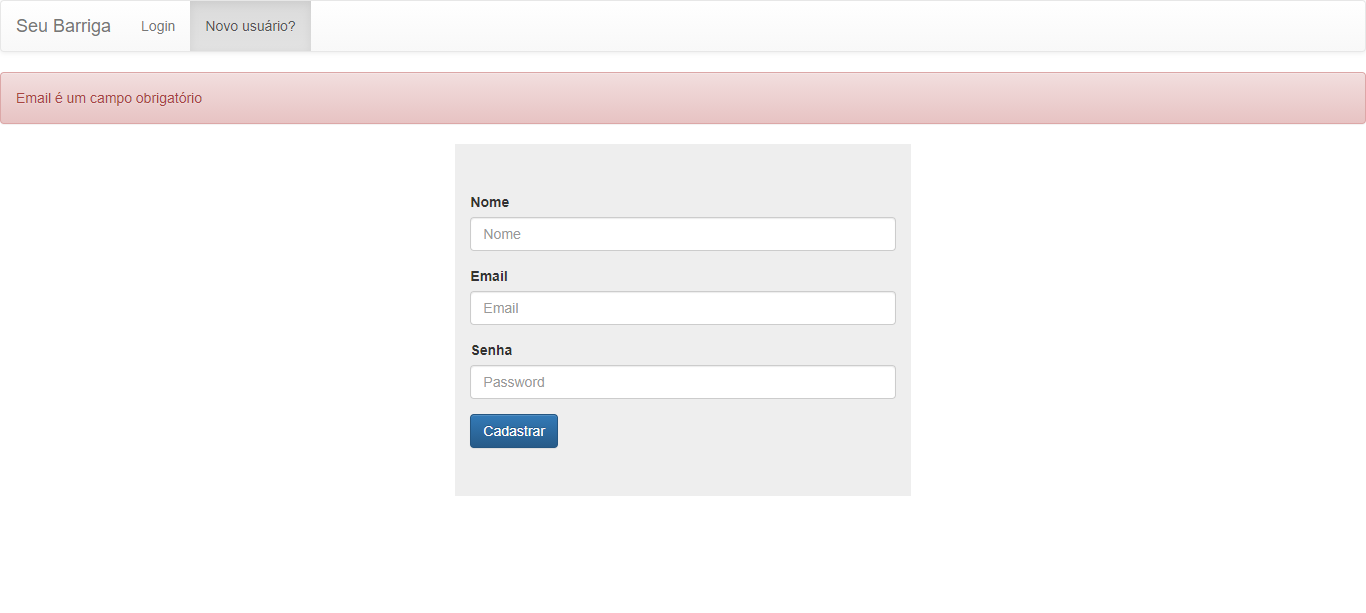 Seu Barriga Login Novo usuário?
Email é um campo obrigatório
Nome
Nome
Email
Email
Senha
Password
Cadastrar